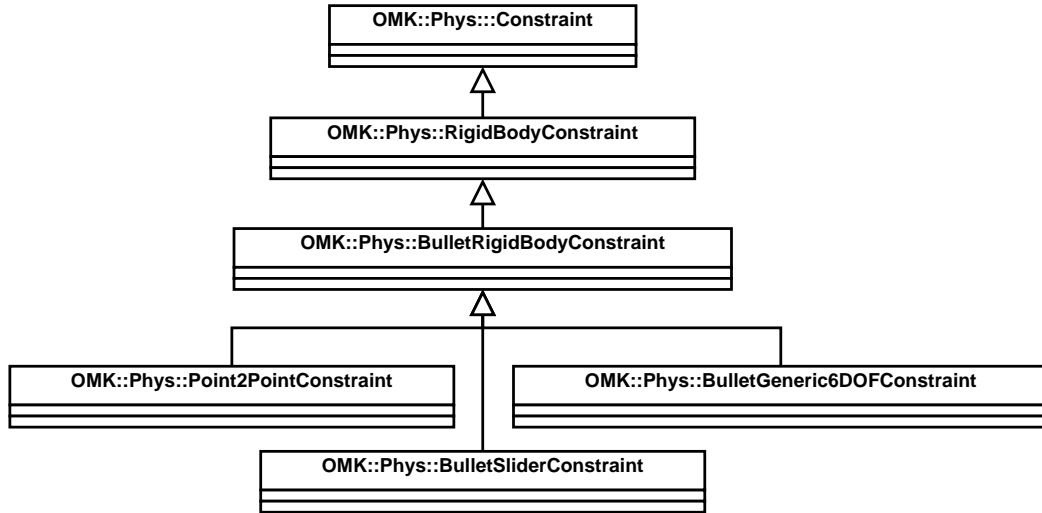 OMK::Phys:::Constraint
OMK::Phys::RigidBodyConstraint
OMK::Phys::BulletRigidBodyConstraint
OMK::Phys::Point2PointConstraint
OMK::Phys::BulletGeneric6DOFConstraint
OMK::Phys::BulletSliderConstraint